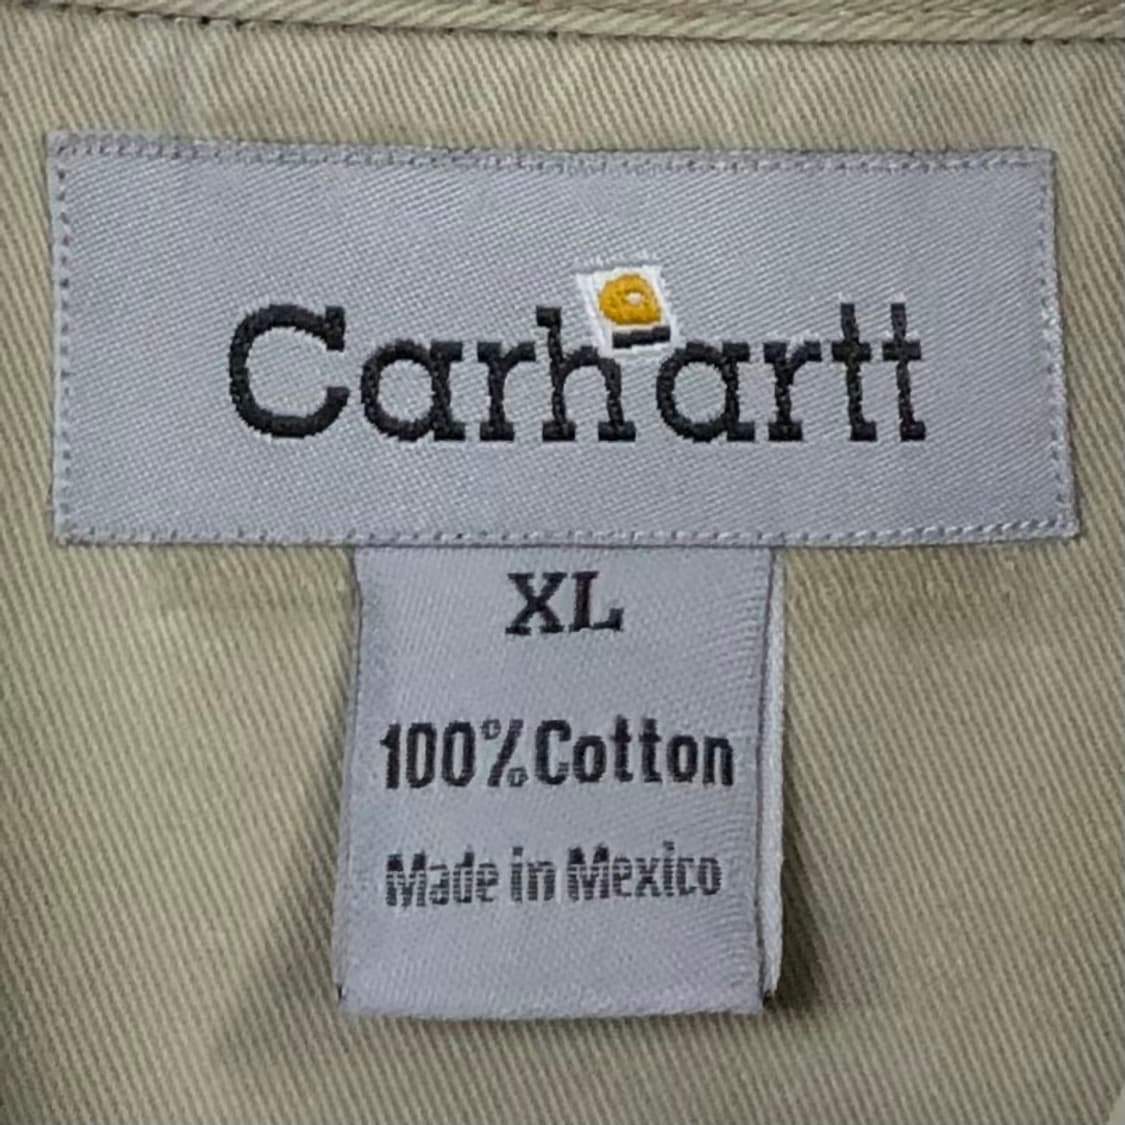 Carhartt
XL
100% Cotton
Made in Mexico